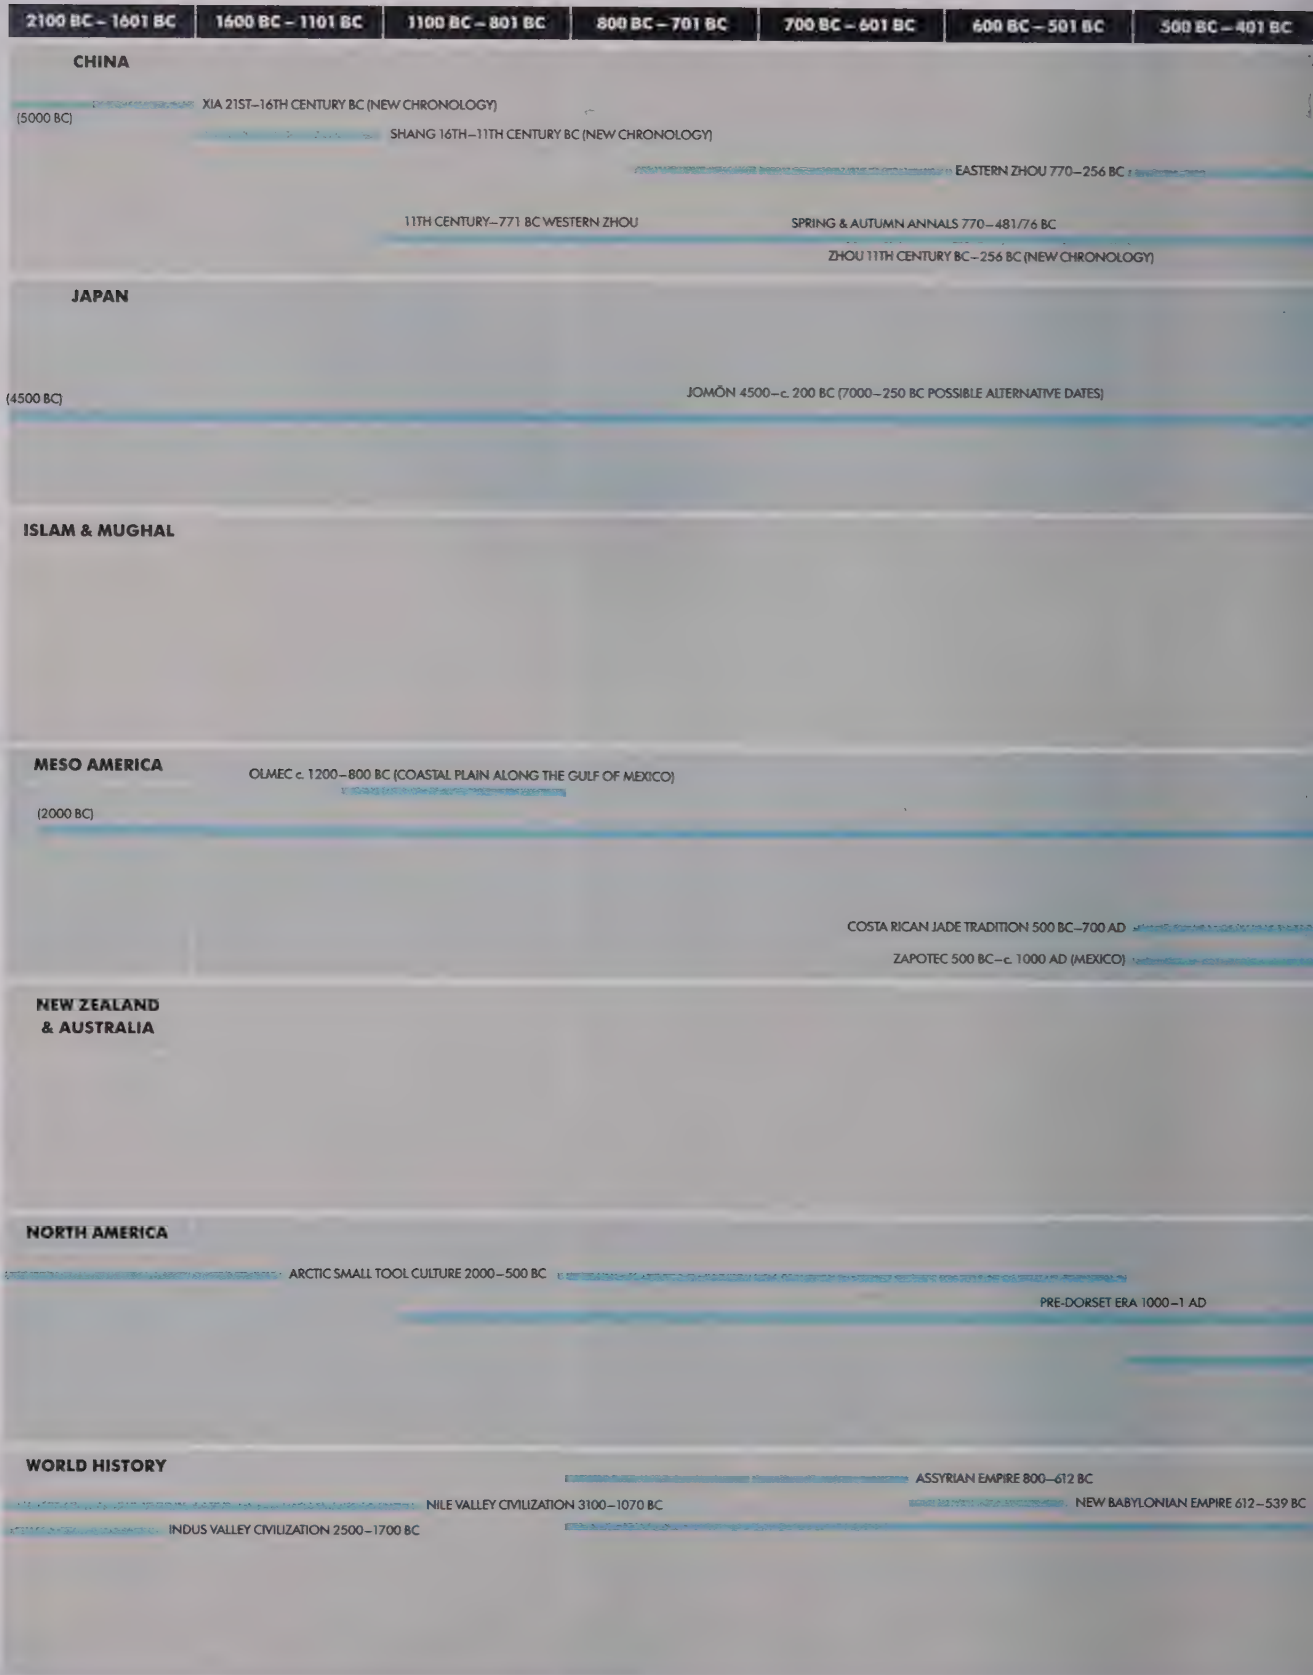 2100 BC – 1601 BC 1600 BC – 1101 BC 1100 BC – 801 BC 800 BC – 701 BC 700 BC – 601 BC 600 BC – 501 BC 500 BC – 401 BC
CHINA
XIA 21ST–16TH CENTURY BC (NEW CHRONOLOGY)
(5000 BC)
SHANG 16TH–11TH CENTURY BC (NEW CHRONOLOGY)
EASTERN ZHOU 770–256 BC
11TH CENTURY–771 BC WESTERN ZHOU SPRING & AUTUMN ANNALS 770–481/76 BC
ZHOU 11TH CENTURY BC–256 BC (NEW CHRONOLOGY)
JAPAN
JOMŌN 4500–c. 200 BC (7000–250 BC POSSIBLE ALTERNATIVE DATES)
(4500 BC)
ISLAM & MUGHAL
MESO AMERICA
OLMEC c. 1200–800 BC (COASTAL PLAIN ALONG THE GULF OF MEXICO)
(2000 BC)
COSTA RICAN JADE TRADITION 500 BC–700 AD
ZAPOTEC 500 BC–c. 1000 AD (MEXICO)
NEW ZEALAND
& AUSTRALIA
NORTH AMERICA
ARCTIC SMALL TOOL CULTURE 2000–500 BC
PRE-DORSET ERA 1000–1 AD
WORLD HISTORY
ASSYRIAN EMPIRE 800–612 BC
NILE VALLEY CIVILIZATION 3100–1070 BC NEW BABYLONIAN EMPIRE 612–539 BC
INDUS VALLEY CIVILIZATION 2500–1700 BC